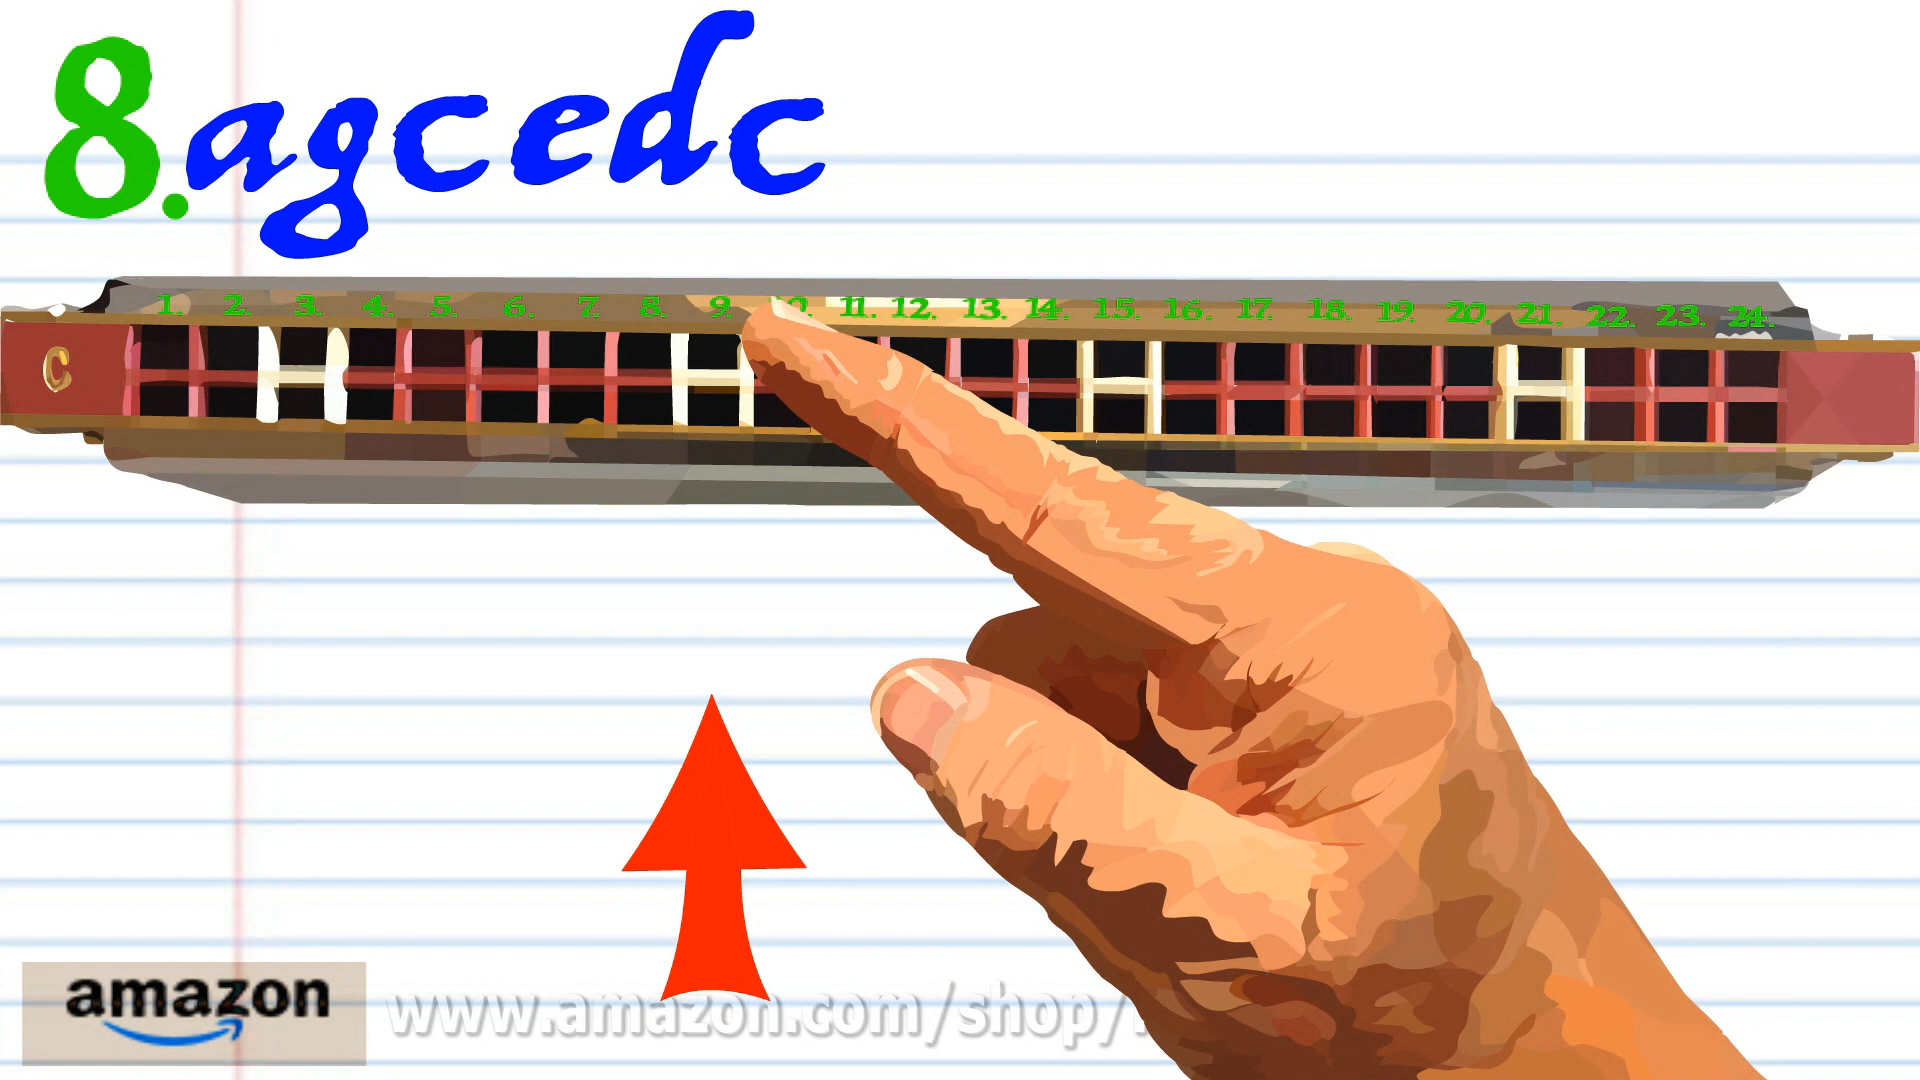 8. agcedc
1. 2. 3. 4. 5. 6. 7. 8. 9. 10. 11. 12. 13. 14. 15. 16. 17. 18. 19. 20. 21. 22. 23. 24.
C
amazon www.amazon.com/shop/